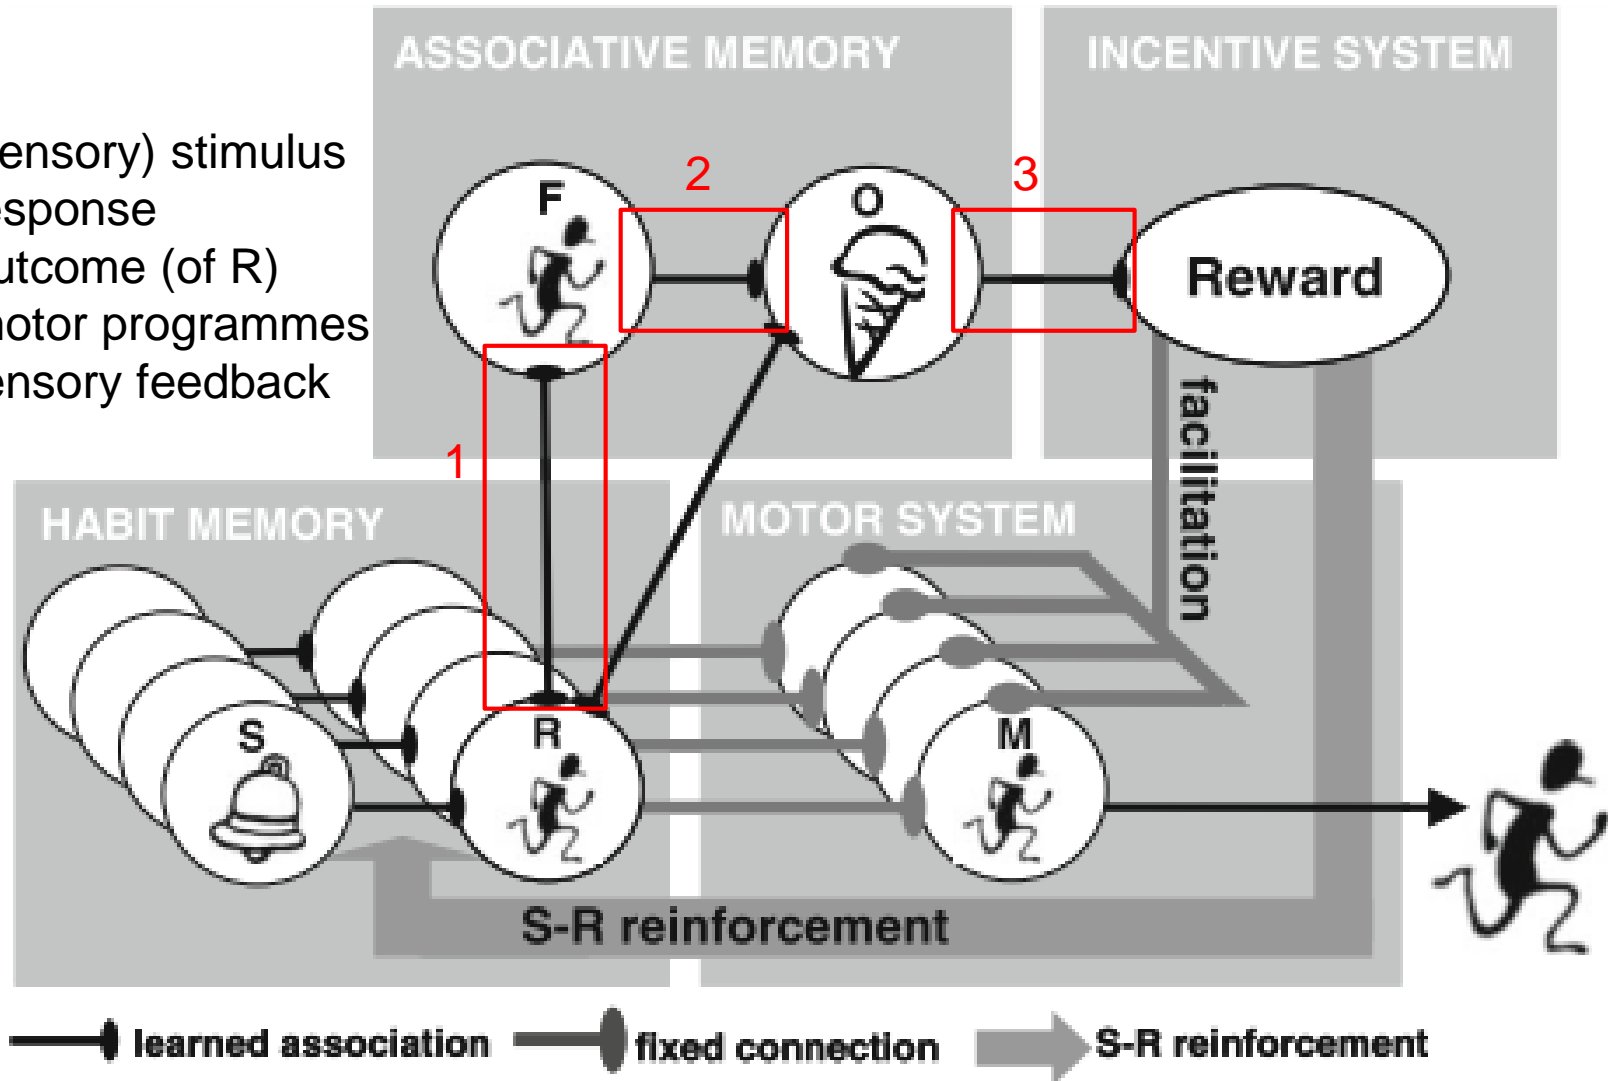 ASSOCIATIVE MEMORY
INCENTIVE SYSTEM
ensory) stimulus
esponse
utcome (of R)
notor programmes
ensory feedback
2
3
F
O
Reward
facilitation
1
HABIT MEMORY
MOTOR SYSTEM
S
R
M
S-R reinforcement
learned association
fixed connection
S-R reinforcement